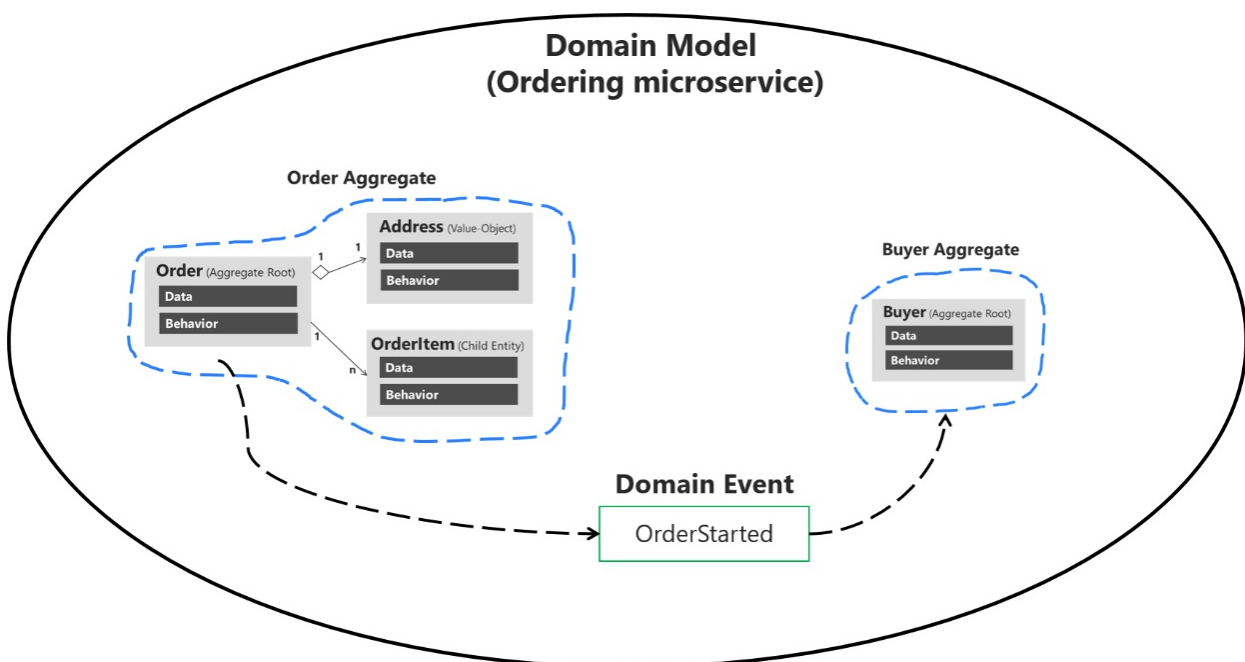 Domain Model
(Ordering microservice)
Order Aggregate
Address (Value-Object)
Data
Behavior
1
1
Order (Aggregate Root)
Data
Behavior
1
n
OrderItem (Child Entity)
Data
Behavior
Buyer Aggregate
Buyer (Aggregate Root)
Data
Behavior
Domain Event
OrderStarted